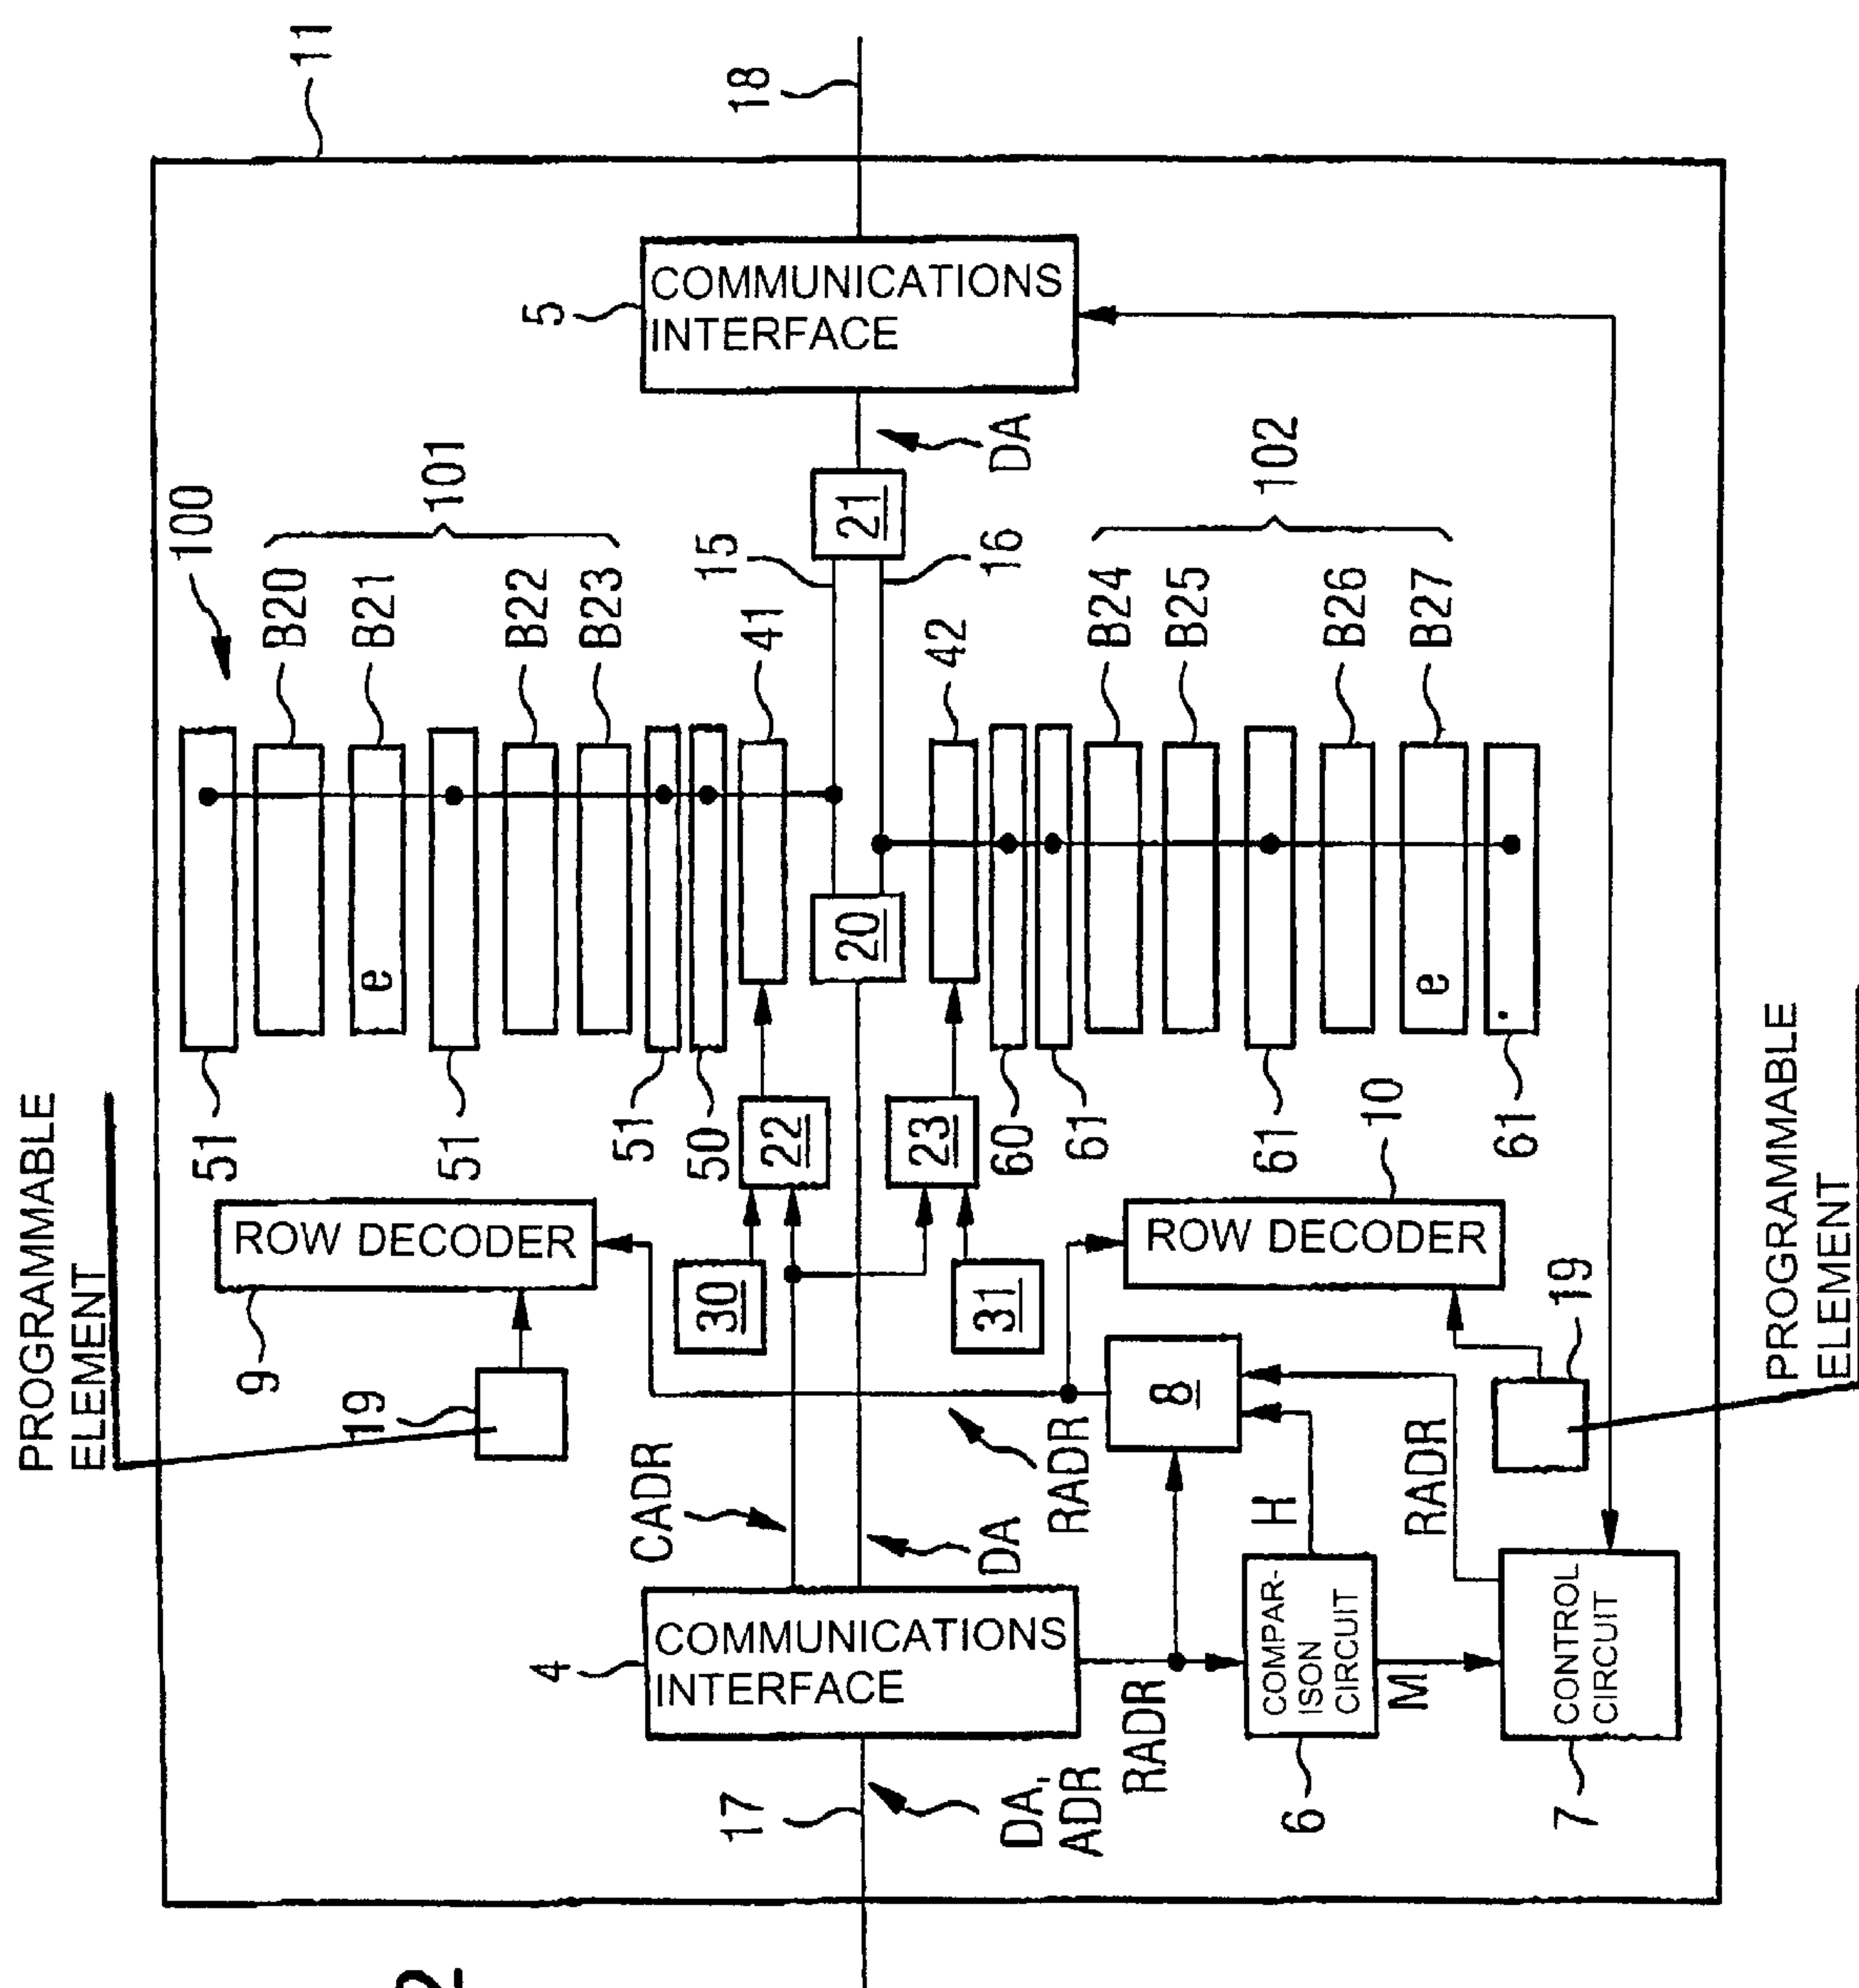 PROGRAMMABLE
ELEMENT
11
18
5
COMMUNICATIONS
INTERFACE
DA
100
101
102
B20
B21
B22
B23
B24
B25
B26
B27
15
16
21
41
42
e
e
20
51
51
51
50
60
61
61
61
22
23
10
ROW DECODER
ROW DECODER
9
30
31
19
19
8
PROGRAMMABLE
ELEMENT
CADR
DA
RADR
H
RADR
4
COMMUNICATIONS
INTERFACE
COMPAR-
ISON
CIRCUIT
CONTROL
CIRCUIT
M
RADR
17
DA,
ADR
6
7
2